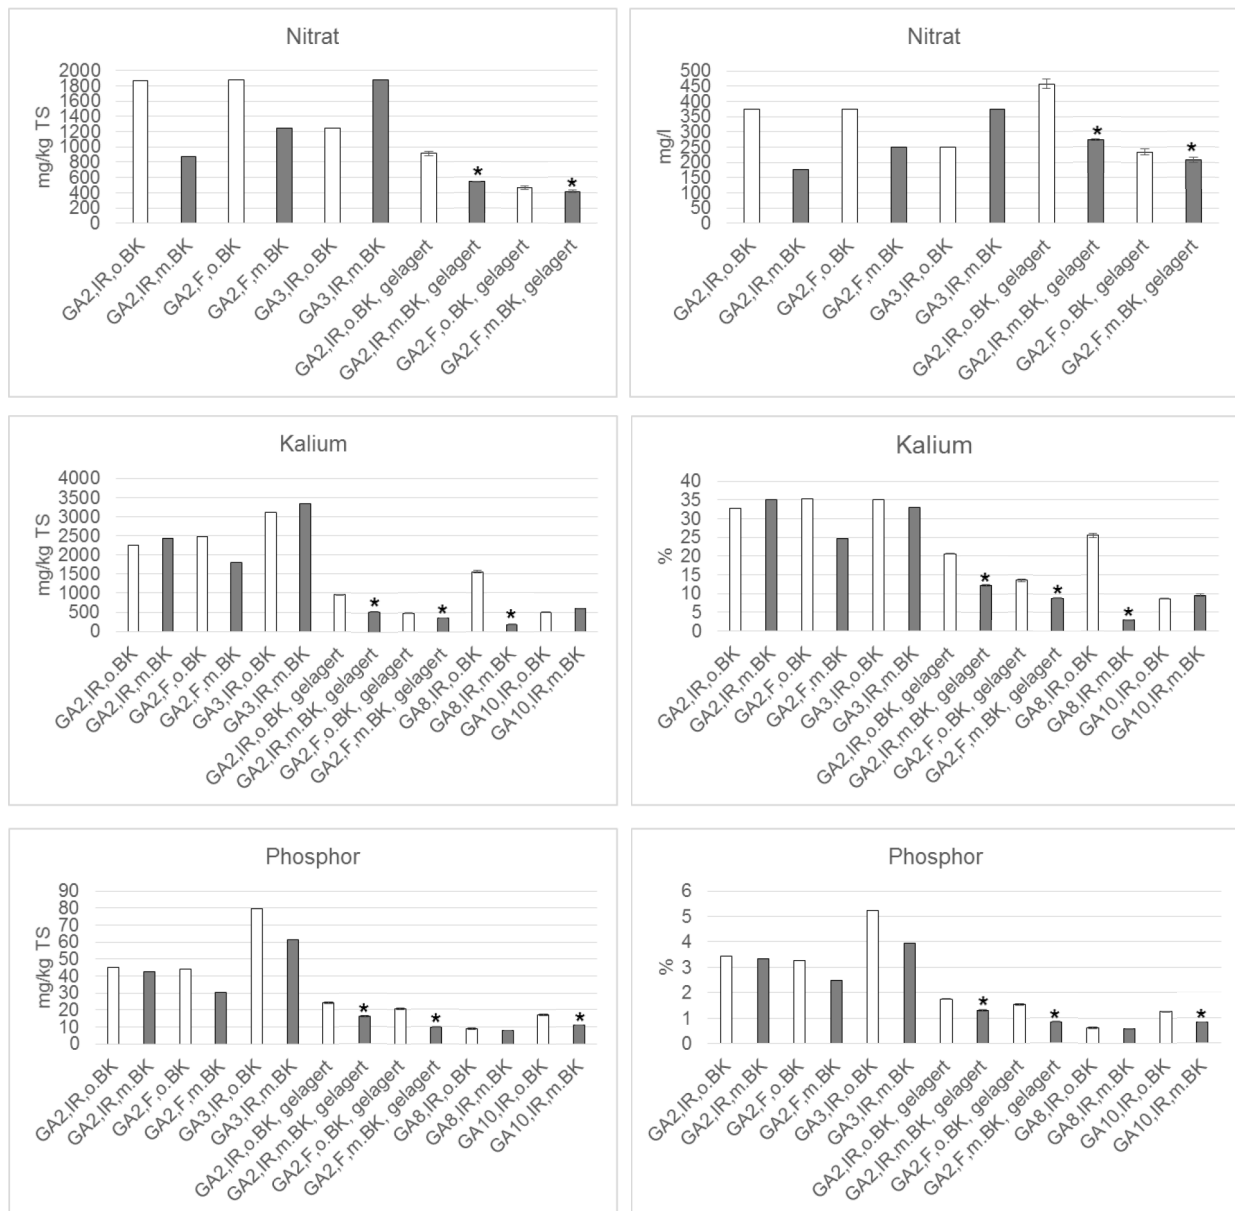 Nitrat
mg/kg TS
2000
1800
1600
1400
1200
1000
800
600
400
200
0
*
*
GA2,IR,o.BK
GA2,IR,m.BK
GA2,F,o.BK
GA2,F,m.BK
GA3,IR,o.BK
GA3,IR,m.BK
GA2,IR,o.BK, gelagert
GA2,IR,m.BK, gelagert
GA2,F,o.BK, gelagert
GA2,F,m.BK, gelagert
Nitrat
mg/l
500
450
400
350
300
250
200
150
100
50
0
*
*
GA2,IR,o.BK
GA2,IR,m.BK
GA2,F,o.BK
GA2,F,m.BK
GA3,IR,o.BK
GA3,IR,m.BK
GA2,IR,o.BK, gelagert
GA2,IR,m.BK, gelagert
GA2,F,o.BK, gelagert
GA2,F,m.BK, gelagert
Kalium
mg/kg TS
4000
3500
3000
2500
2000
1500
1000
500
0
*
*
*
GA2,IR,o.BK
GA2,IR,m.BK
GA2,F,o.BK
GA2,F,m.BK
GA3,IR,o.BK
GA3,IR,m.BK
GA2,IR,o.BK, gelagert
GA2,IR,m.BK, gelagert
GA2,F,o.BK, gelagert
GA2,F,m.BK, gelagert
GA8,IR,o.BK
GA8,IR,m.BK
GA10,IR,o.BK
GA10,IR,m.BK
Kalium
%
40
35
30
25
20
15
10
5
0
*
*
*
GA2,IR,o.BK
GA2,IR,m.BK
GA2,F,o.BK
GA2,F,m.BK
GA3,IR,o.BK
GA3,IR,m.BK
GA2,IR,o.BK, gelagert
GA2,IR,m.BK, gelagert
GA2,F,o.BK, gelagert
GA2,F,m.BK, gelagert
GA8,IR,o.BK
GA8,IR,m.BK
GA10,IR,o.BK
GA10,IR,m.BK
Phosphor
mg/kg TS
90
80
70
60
50
40
30
20
10
0
*
*
*
GA2,IR,o.BK
GA2,IR,m.BK
GA2,F,o.BK
GA2,F,m.BK
GA3,IR,o.BK
GA3,IR,m.BK
GA2,IR,o.BK, gelagert
GA2,IR,m.BK, gelagert
GA2,F,o.BK, gelagert
GA2,F,m.BK, gelagert
GA8,IR,o.BK
GA8,IR,m.BK
GA10,IR,o.BK
GA10,IR,m.BK
Phosphor
%
6
5
4
3
2
1
0
*
*
*
GA2,IR,o.BK
GA2,IR,m.BK
GA2,F,o.BK
GA2,F,m.BK
GA3,IR,o.BK
GA3,IR,m.BK
GA2,IR,o.BK, gelagert
GA2,IR,m.BK, gelagert
GA2,F,o.BK, gelagert
GA2,F,m.BK, gelagert
GA8,IR,o.BK
GA8,IR,m.BK
GA10,IR,o.BK
GA10,IR,m.BK